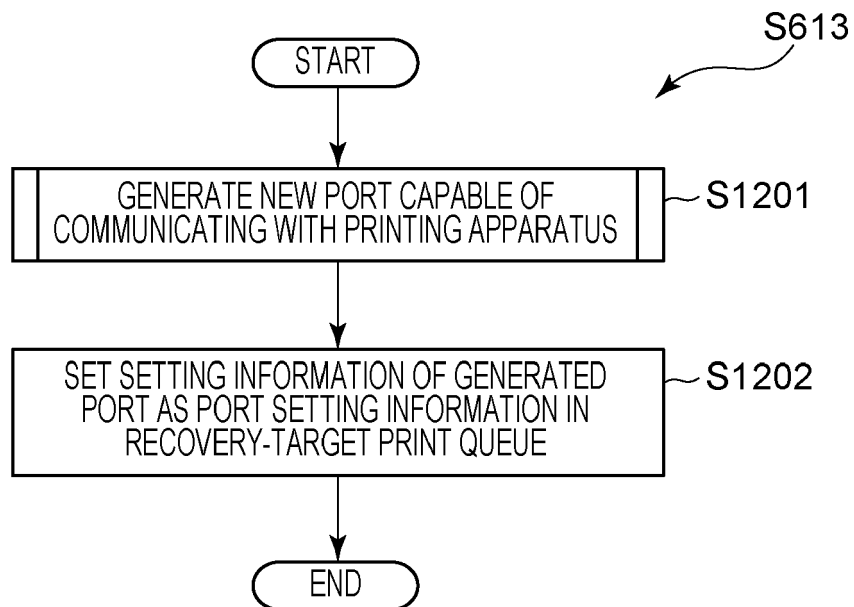 S613
START
GENERATE NEW PORT CAPABLE OF
COMMUNICATING WITH PRINTING APPARATUS
S1201
SET SETTING INFORMATION OF GENERATED
PORT AS PORT SETTING INFORMATION IN
RECOVERY-TARGET PRINT QUEUE
S1202
END